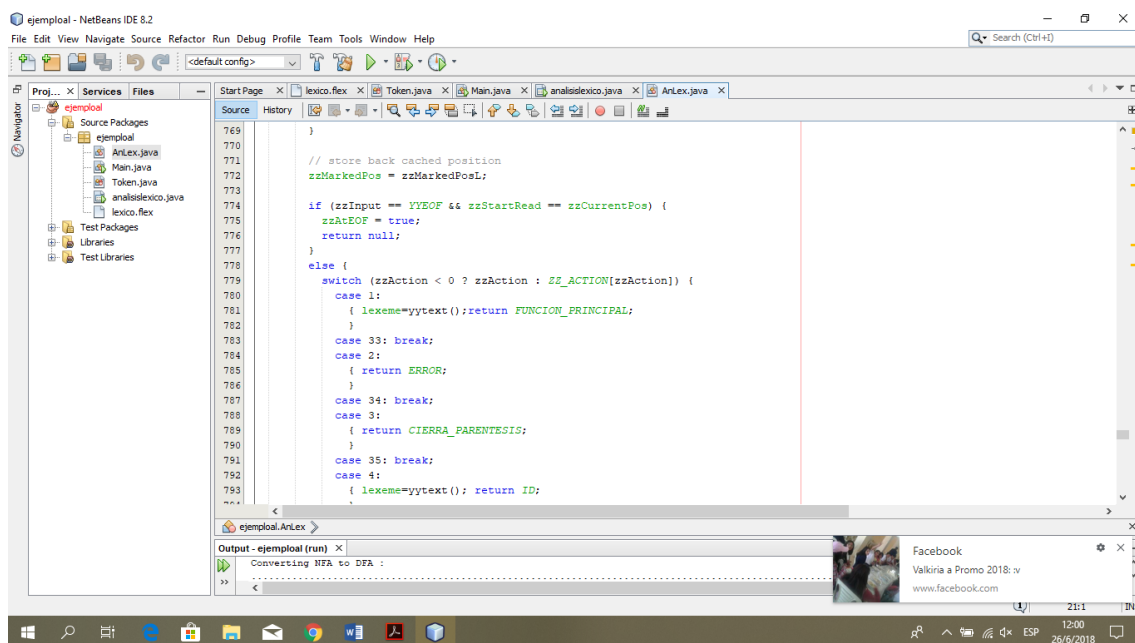 ejemploal - NetBeans IDE 8.2
File Edit View Navigate Source Refactor Run Debug Profile Team Tools Window Help
Search (Ctrl+I)
<default config>
Proj... × Services Files
Start Page × lexico.flex × Token.java × Main.java × analisislexico.java × AnLex.java ×
Navigator
Source History
ejemploal
Source Packages
ejemploal
AnLex.java
Main.java
Token.java
analisislexico.java
lexico.flex
Test Packages
Libraries
Test Libraries
769 }
770
771 // store back cached position
772 zzMarkedPos = zzMarkedPosL;
773
774 if (zzInput == YYEOF && zzStartRead == zzCurrentPos) {
775 zzAtEOF = true;
776 return null;
777 }
778 else {
779 switch (zzAction < 0 ? zzAction : ZZ_ACTION[zzAction]) {
780 case 1:
781 { lexeme=yytext();return FUNCION_PRINCIPAL;
782 }
783 case 33: break;
784 case 2:
785 { return ERROR;
786 }
787 case 34: break;
788 case 3:
789 { return CIERRA_PARENTESIS;
790 }
791 case 35: break;
792 case 4:
793 { lexeme=yytext(); return ID;
ejemploal.AnLex
Output - ejemploal (run) ×
Converting NFA to DFA :
Facebook
Valkiria a Promo 2018: :v
www.facebook.com
21:1
ESP
12:00
26/6/2018